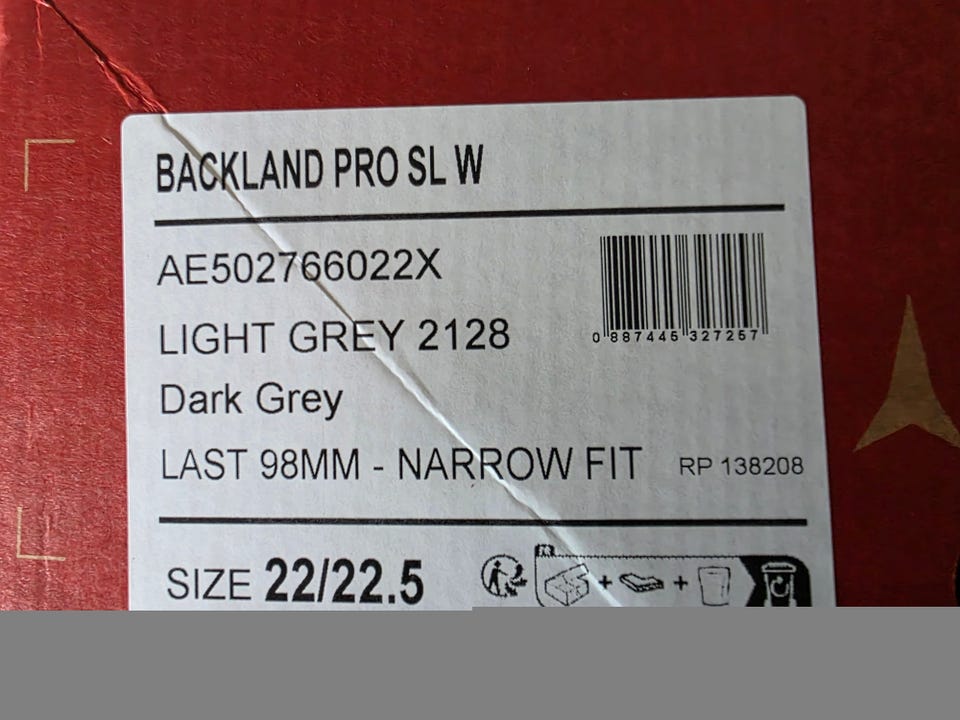 BACKLAND PRO SL W
AE502766022X
0 887445 327257
LIGHT GREY 2128
Dark Grey
LAST 98MM - NARROW FIT RP 138208
SIZE 22/22.5